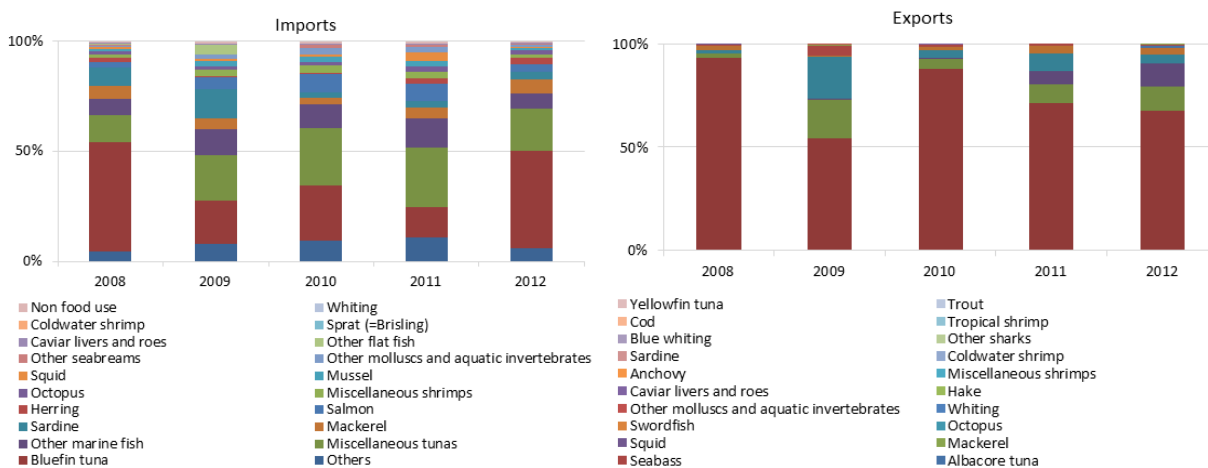 Imports
100%
50%
0%
2008 2009 2010 2011 2012
Non food use Whiting
Coldwater shrimp Sprat (=Brisling)
Caviar livers and roes Other flat fish
Other seabreams Other molluscs and aquatic invertebrates
Squid Mussel
Octopus Miscellaneous shrimps
Herring Salmon
Sardine Mackerel
Other marine fish Miscellaneous tunas
Bluefin tuna Others
Exports
100%
50%
0%
2008 2009 2010 2011 2012
Yellowfin tuna Trout
Cod Tropical shrimp
Blue whiting Other sharks
Sardine Coldwater shrimp
Anchovy Miscellaneous shrimps
Caviar livers and roes Hake
Other molluscs and aquatic invertebrates Whiting
Swordfish Octopus
Squid Mackerel
Seabass Albacore tuna